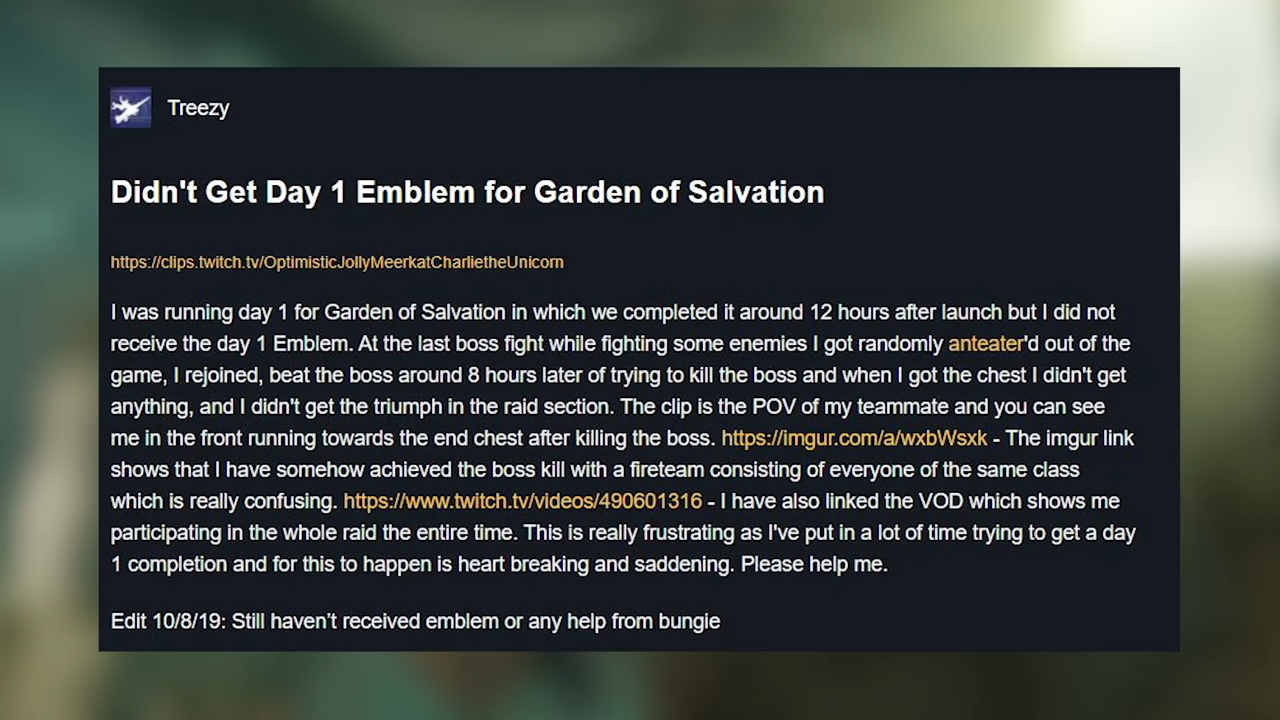 Treezy
Didn't Get Day 1 Emblem for Garden of Salvation
https://clips.twitch.tv/OptimisticJollyMeerkatCharlietheUnicorn
I was running day 1 for Garden of Salvation in which we completed it around 12 hours after launch but I did not
receive the day 1 Emblem. At the last boss fight while fighting some enemies I got randomly anteater'd out of the
game, I rejoined, beat the boss around 8 hours later of trying to kill the boss and when I got the chest I didn't get
anything, and I didn't get the triumph in the raid section. The clip is the POV of my teammate and you can see
me in the front running towards the end chest after killing the boss. https://imgur.com/a/wxbWsxk - The imgur link
shows that I have somehow achieved the boss kill with a fireteam consisting of everyone of the same class
which is really confusing. https://www.twitch.tv/videos/490601316 - I have also linked the VOD which shows me
participating in the whole raid the entire time. This is really frustrating as I've put in a lot of time trying to get a day
1 completion and for this to happen is heart breaking and saddening. Please help me.
Edit 10/8/19: Still haven’t received emblem or any help from bungie